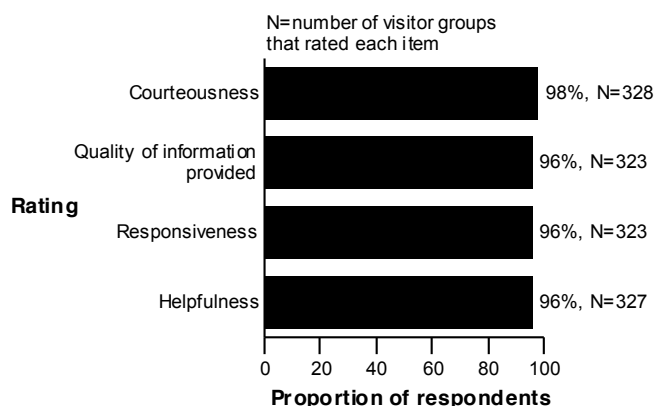 N=number of visitor groups
that rated each item
Courteousness
98%, N=328
Quality of information
provided
96%, N=323
Rating
Responsiveness
96%, N=323
Helpfulness
96%, N=327
0 20 40 60 80 100
Proportion of respondents